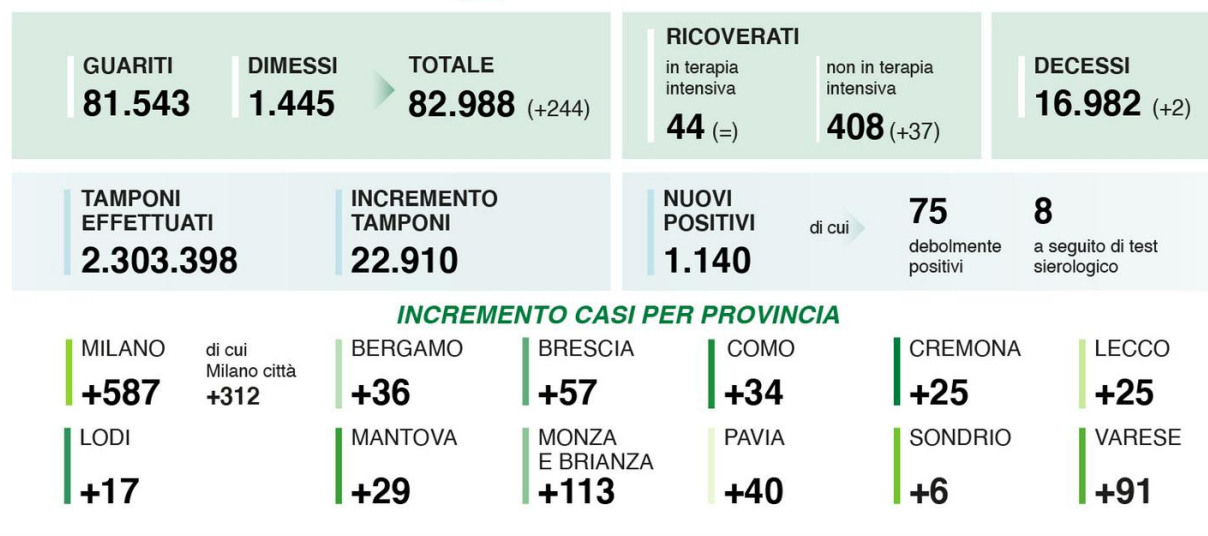 GUARITI
81.543
DIMESSI
1.445
TOTALE
82.988 (+244)
RICOVERATI
in terapia
intensiva
44 (=)
non in terapia
intensiva
408 (+37)
DECESSI
16.982 (+2)
TAMPONI
EFFETTUATI
2.303.398
INCREMENTO
TAMPONI
22.910
NUOVI
POSITIVI
1.140
di cui
75
debolmente
positivi
8
a seguito di test
sierologico
INCREMENTO CASI PER PROVINCIA
MILANO
+587
di cui
Milano città
+312
BERGAMO
+36
BRESCIA
+57
COMO
+34
CREMONA
+25
LECCO
+25
LODI
+17
MANTOVA
+29
MONZA
E BRIANZA
+113
PAVIA
+40
SONDRIO
+6
VARESE
+91